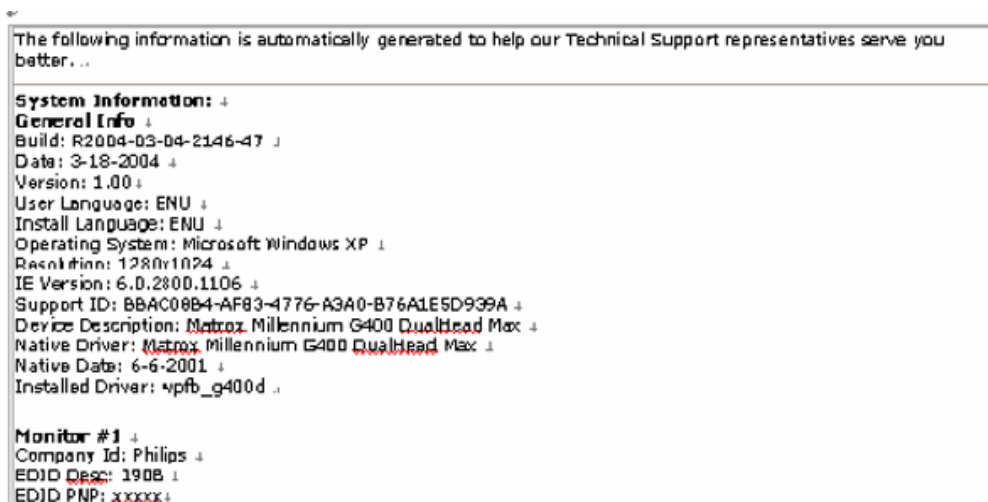 The following information is automatically generated to help our Technical Support representatives serve you
better...
System Information:
General Info
Build: R2004-03-04-2146-47
Date: 3-18-2004
Version: 1.00
User Language: ENU
Install Language: ENU
Operating System: Microsoft Windows XP
Resolution: 1280x1024
IE Version: 6.0.2800.1106
Support ID: BBAC08B4-AF83-4776-A3A0-B76A1E5D939A
Device Description: Matrox Millennium G400 DualHead Max
Native Driver: Matrox Millennium G400 DualHead Max
Native Date: 6-6-2001
Installed Driver: vpfb_g400d
Monitor #1
Company Id: Philips
EDID Desc: 190B
EDID PNP: xxxxx